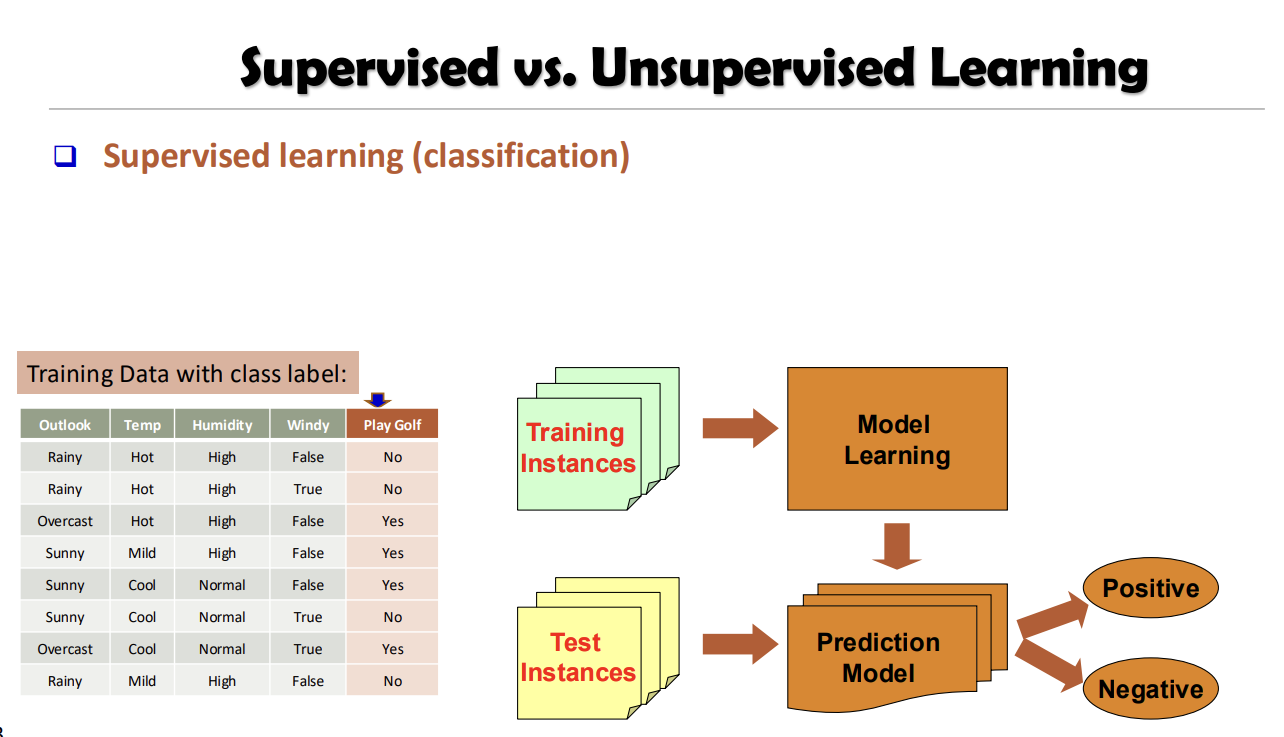 Supervised vs. Unsupervised Learning
Supervised learning (classification)
Training Data with class label:
Outlook Temp Humidity Windy Play Golf
Rainy Hot High False No
Rainy Hot High True No
Overcast Hot High False Yes
Sunny Mild High False Yes
Sunny Cool Normal False Yes
Sunny Cool Normal True No
Overcast Cool Normal True Yes
Rainy Mild High False No
Training
Instances
Model
Learning
Test
Instances
Prediction
Model
Positive
Negative